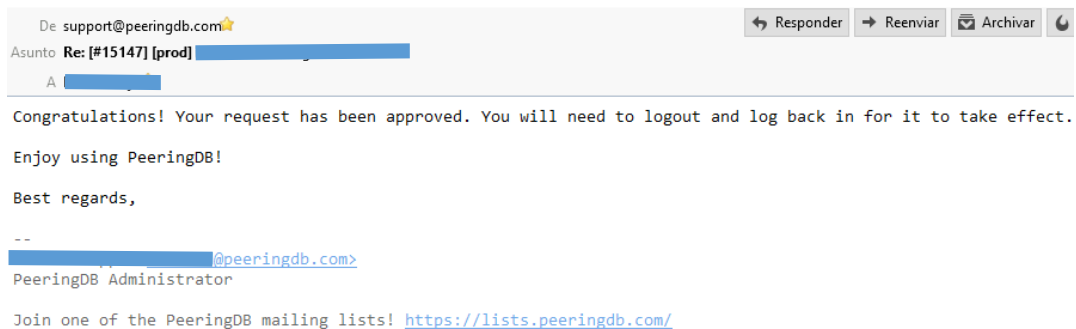 De support@peeringdb.com
Responder
Reenviar
Archivar
Asunto Re: [#15147] [prod]
A
Congratulations! Your request has been approved. You will need to logout and log back in for it to take effect.
Enjoy using PeeringDB!
Best regards,
--
@peeringdb.com>
PeeringDB Administrator
Join one of the PeeringDB mailing lists! https://lists.peeringdb.com/